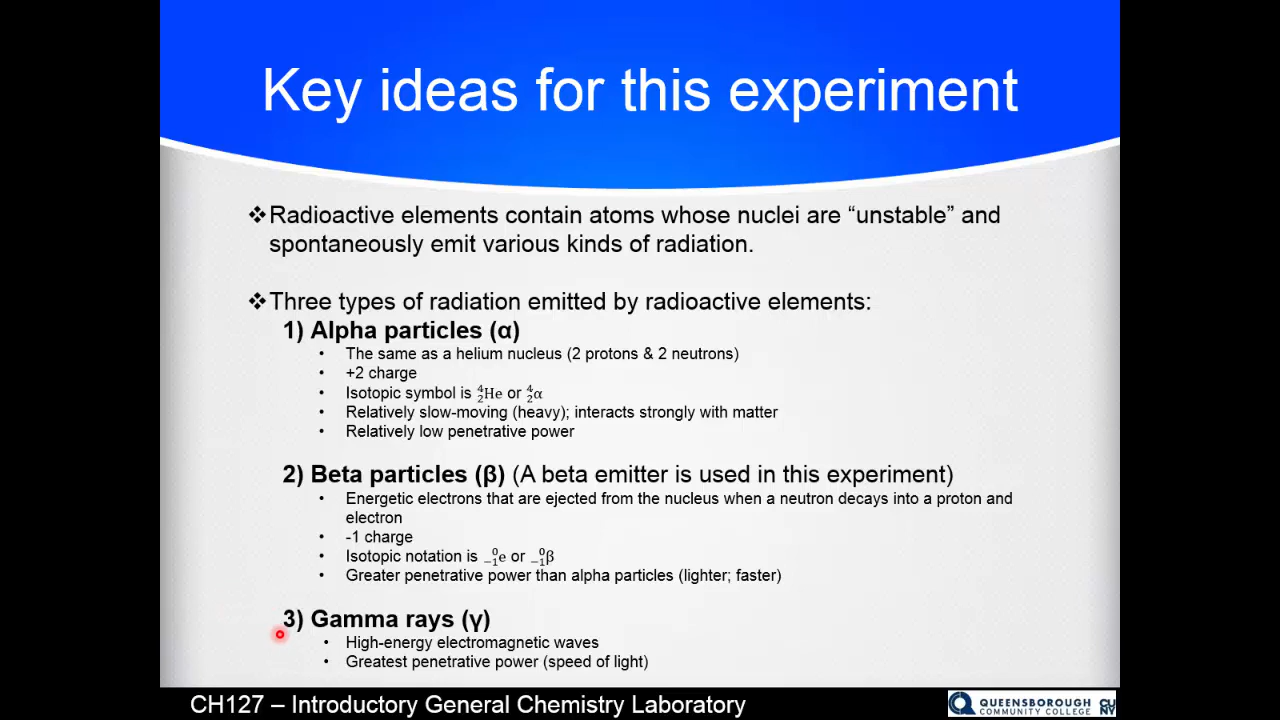 Key ideas for this experiment
❖Radioactive elements contain atoms whose nuclei are “unstable” and
spontaneously emit various kinds of radiation.
❖Three types of radiation emitted by radioactive elements:
1) Alpha particles (α)
• The same as a helium nucleus (2 protons & 2 neutrons)
• +2 charge
• Isotopic symbol is ⁴₂He or ⁴₂α
• Relatively slow-moving (heavy); interacts strongly with matter
• Relatively low penetrative power
2) Beta particles (β) (A beta emitter is used in this experiment)
• Energetic electrons that are ejected from the nucleus when a neutron decays into a proton and
electron
• -1 charge
• Isotopic notation is ⁰₋₁e or ⁰₋₁β
• Greater penetrative power than alpha particles (lighter; faster)
3) Gamma rays (γ)
• High-energy electromagnetic waves
• Greatest penetrative power (speed of light)
CH127 – Introductory General Chemistry Laboratory
QUEENSBOROUGH
COMMUNITY COLLEGE
CU
NY